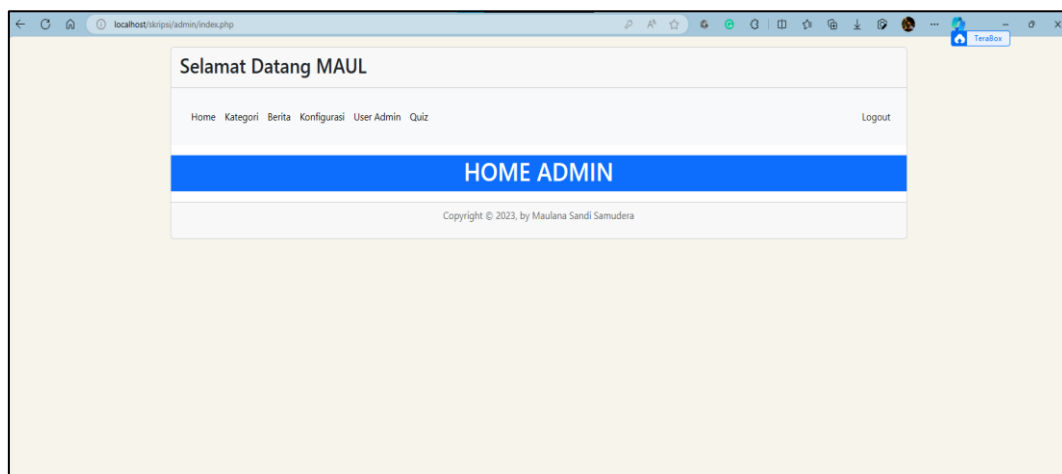 localhost/skripsi/admin/index.php
TeraBox
Selamat Datang MAUL
Home Kategori Berita Konfigurasi User Admin Quiz Logout
HOME ADMIN
Copyright © 2023, by Maulana Sandi Samudera